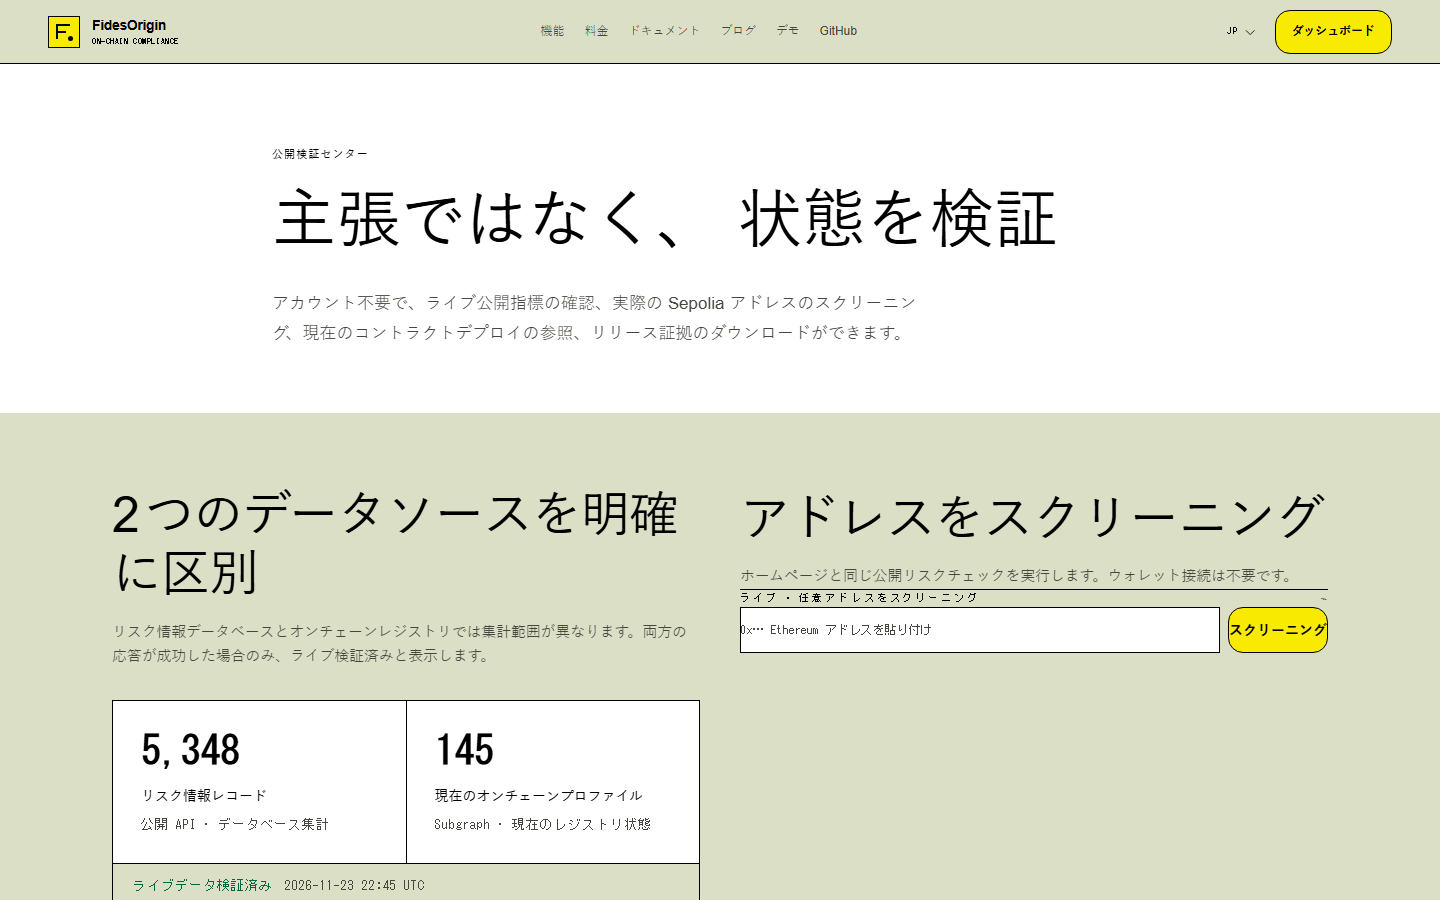 FidesOrigin
ON-CHAIN COMPLIANCE
機能 料金 ドキュメント ブログ デモ GitHub
JP
ダッシュボード
公開検証センター
主張ではなく、 状態を検証
アカウント不要で、ライブ公開指標の確認、実際の Sepolia アドレスのスクリーニン
グ、現在のコントラクトデプロイの参照、リリース証拠のダウンロードができます。
2つのデータソースを明確
に区別
リスク情報データベースとオンチェーンレジストリでは集計範囲が異なります。両方の
応答が成功した場合のみ、ライブ検証済みと表示します。
5,348
リスク情報レコード
公開 API · データベース集計
145
現在のオンチェーンプロファイル
Subgraph · 現在のレジストリ状態
ライブデータ検証済み 2026-11-23 22:45 UTC
アドレスをスクリーニング
ホームページと同じ公開リスクチェックを実行します。ウォレット接続は不要です。
ライブ · 任意アドレスをスクリーニング
0x… Ethereum アドレスを貼り付け
スクリーニング